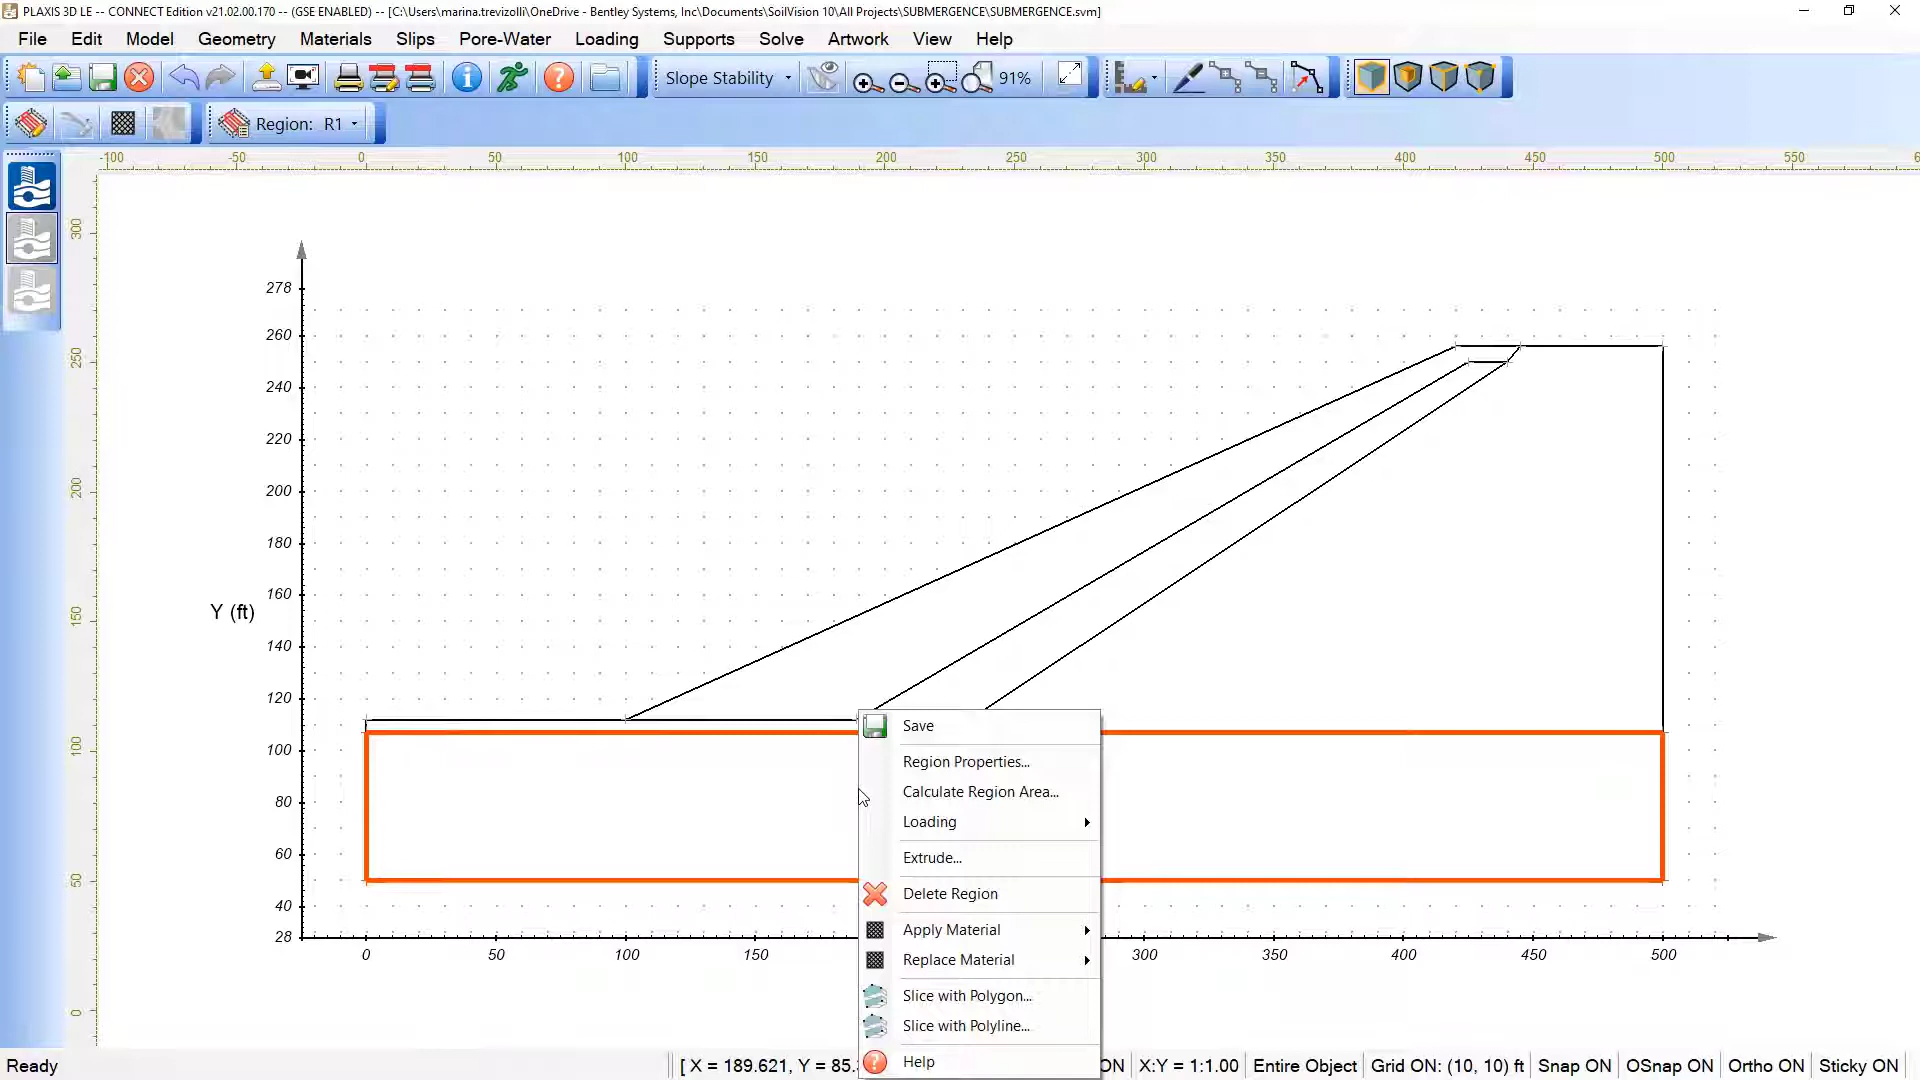 PLAXIS 3D LE -- CONNECT Edition v21.02.00.170 -- (GSE ENABLED) -- [C:\Users\marina.trevizolli\OneDrive - Bentley Systems, Inc\Documents\SoilVision 10\All Projects\SUBMERGENCE\SUBMERGENCE.svm]
File Edit Model Geometry Materials Slips Pore-Water Loading Supports Solve Artwork View Help
Slope Stability 91%
Region: R1
-100 -50 0 50 100 150 200 250 300 350 400 450 500 550
300
250
200
150
100
50
0
278
260
240
220
200
180
160
140
120
100
80
60
40
28
Y (ft)
0 50 100 150 300 350 400 450 500
Save
Region Properties...
Calculate Region Area...
Loading
Extrude...
Delete Region
Apply Material
Replace Material
Slice with Polygon...
Slice with Polyline...
Help
Ready [ X = 189.621, Y = 85. ON X:Y = 1:1.00 Entire Object Grid ON: (10, 10) ft Snap ON OSnap ON Ortho ON Sticky ON